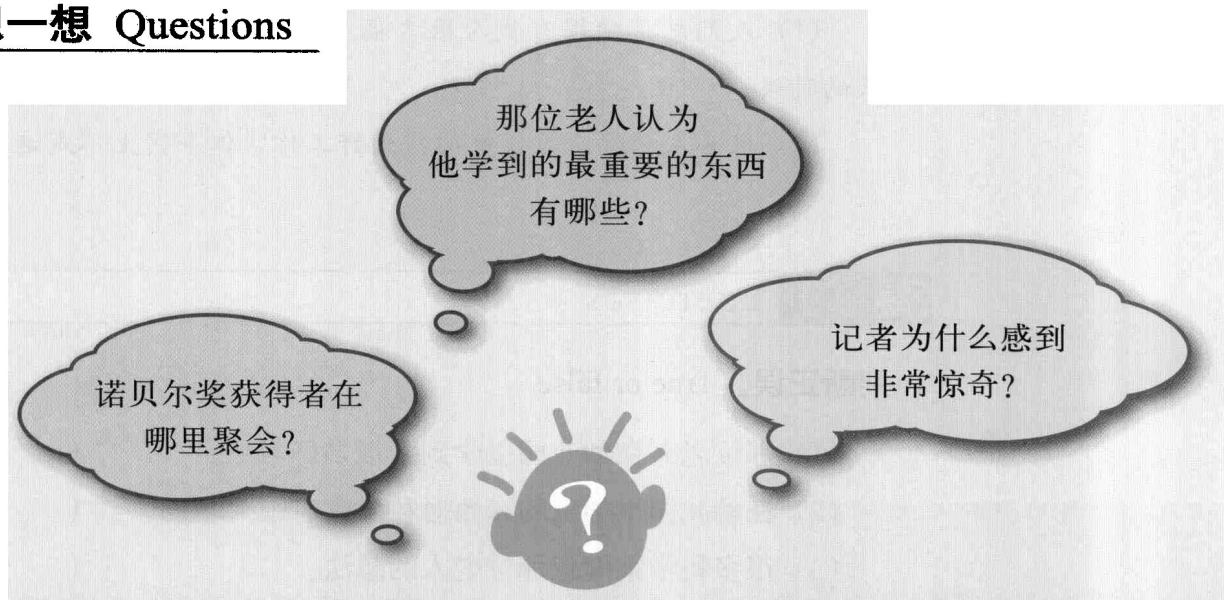 一想 Questions
那位老人认为
他学到的最重要的东西
有哪些？
记者为什么感到
非常惊奇？
诺贝尔奖获得者在
哪里聚会？
?